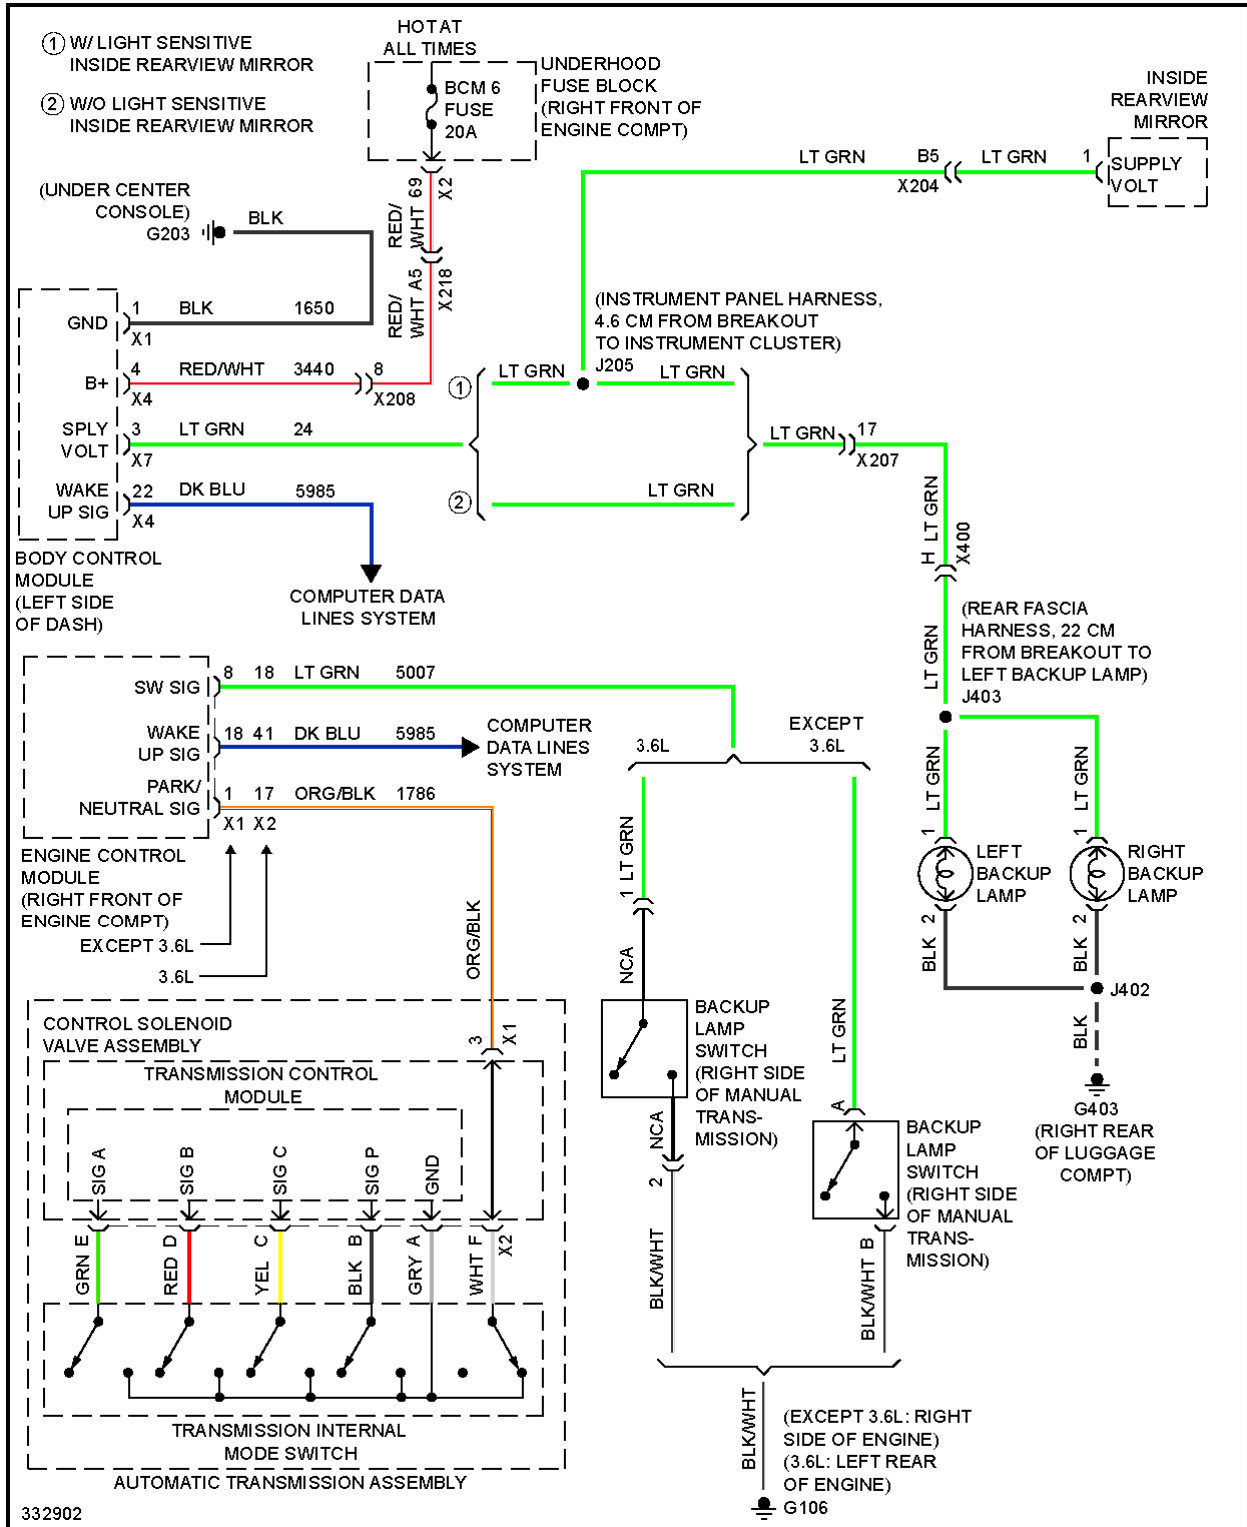 HOT AT
ALL TIMES
1 W/ LIGHT SENSITIVE
INSIDE REARVIEW MIRROR
2 W/O LIGHT SENSITIVE
INSIDE REARVIEW MIRROR
BCM 6
FUSE
20A
UNDERHOOD
FUSE BLOCK
(RIGHT FRONT OF
ENGINE COMPT)
INSIDE
REARVIEW
MIRROR
LT GRN
B5
X204
LT GRN
1
SUPPLY
VOLT
69
X2
RED/
WHT
RED/
WHT
A5
X218
(UNDER CENTER
CONSOLE)
G203
BLK
GND
1
X1
BLK
1650
B+
4
X4
RED/WHT
3440
8
X208
SPLY
VOLT
3
X7
LT GRN
24
WAKE
UP SIG
22
X4
DK BLU
5985
BODY CONTROL
MODULE
(LEFT SIDE
OF DASH)
COMPUTER DATA
LINES SYSTEM
(INSTRUMENT PANEL HARNESS,
4.6 CM FROM BREAKOUT
TO INSTRUMENT CLUSTER)
J205
1
LT GRN
LT GRN
2
LT GRN
LT GRN
17
X207
LT GRN
H
X400
LT GRN
(REAR FASCIA
HARNESS, 22 CM
FROM BREAKOUT TO
LEFT BACKUP LAMP)
J403
LT GRN
LT GRN
1
1
LEFT
BACKUP
LAMP
RIGHT
BACKUP
LAMP
2
BLK
2
BLK
J402
BLK
G403
(RIGHT REAR
OF LUGGAGE
COMPT)
SW SIG
8
18
LT GRN
5007
WAKE
UP SIG
18
41
DK BLU
5985
COMPUTER
DATA LINES
SYSTEM
PARK/
NEUTRAL SIG
1
17
ORG/BLK
1786
X1
X2
ENGINE CONTROL
MODULE
(RIGHT FRONT OF
ENGINE COMPT)
EXCEPT 3.6L
3.6L
3.6L
EXCEPT
3.6L
LT GRN
1
NCA
BACKUP
LAMP
SWITCH
(RIGHT SIDE
OF MANUAL
TRANS-
MISSION)
NCA
2
BLK/WHT
LT GRN
A
BACKUP
LAMP
SWITCH
(RIGHT SIDE
OF MANUAL
TRANS-
MISSION)
B
BLK/WHT
BLK/WHT
(EXCEPT 3.6L: RIGHT
SIDE OF ENGINE)
(3.6L: LEFT REAR
OF ENGINE)
G106
ORG/BLK
3
X1
CONTROL SOLENOID
VALVE ASSEMBLY
TRANSMISSION CONTROL
MODULE
SIG A
SIG B
SIG C
SIG P
GND
GRN
E
RED
D
YEL
C
BLK
B
GRY
A
WHT
F
X2
TRANSMISSION INTERNAL
MODE SWITCH
AUTOMATIC TRANSMISSION ASSEMBLY
332902